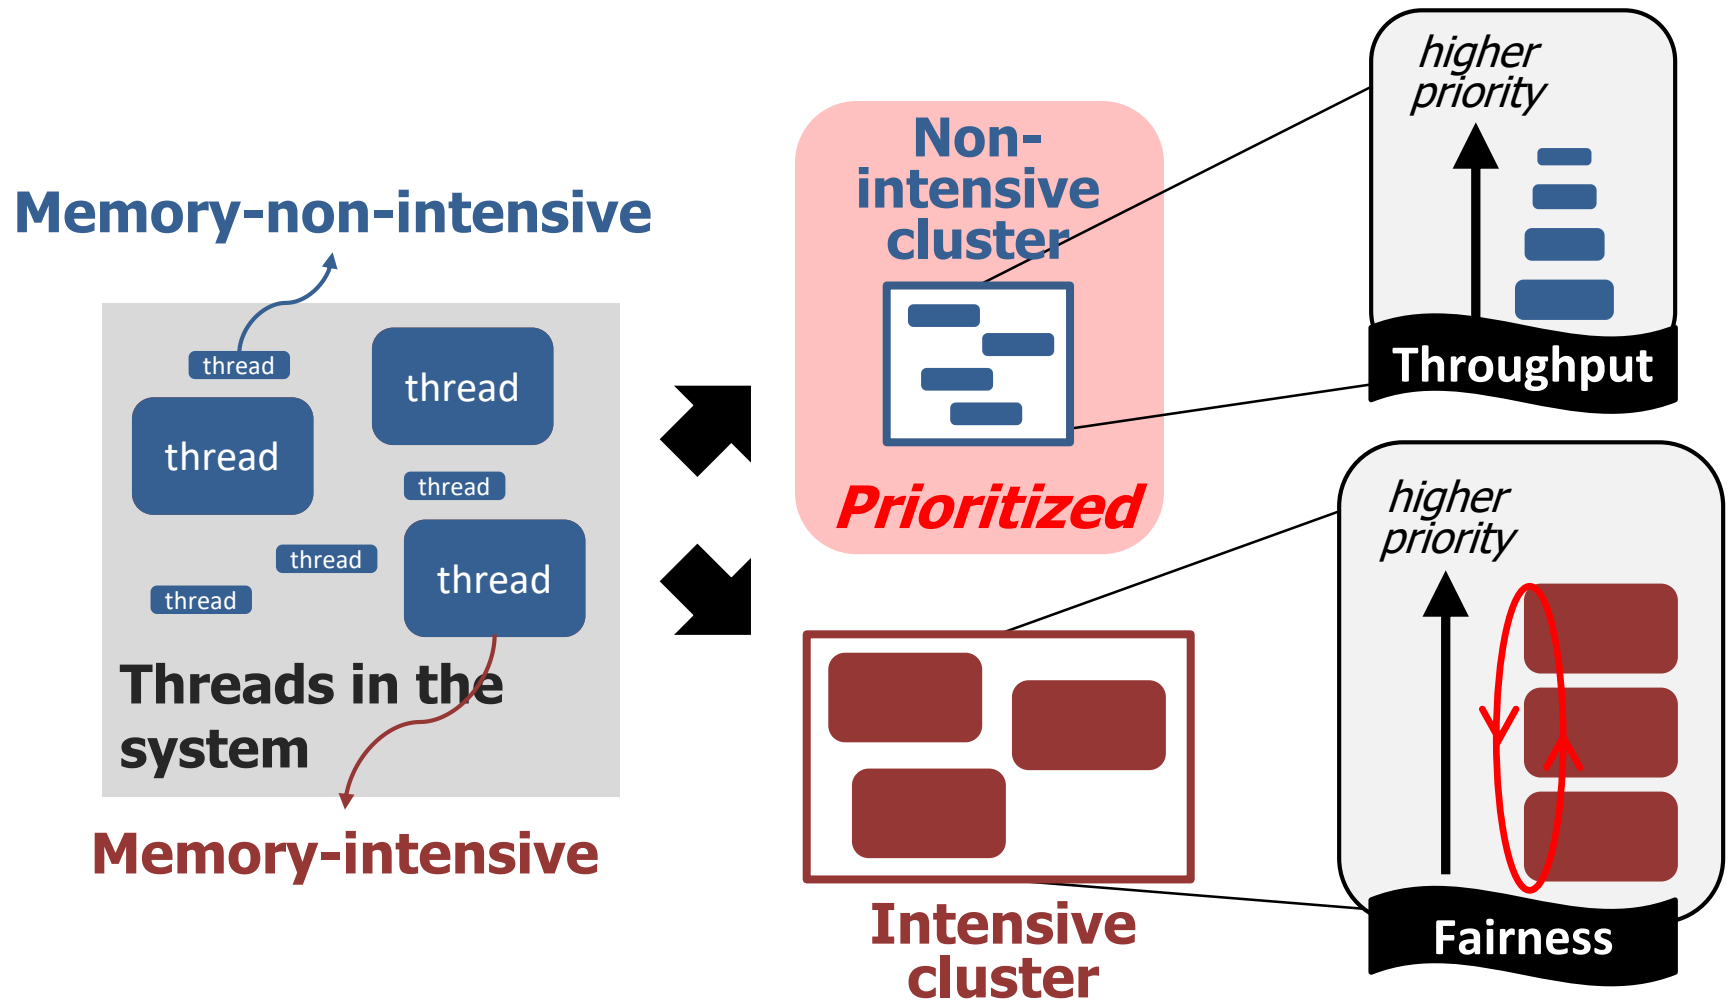 Memory-non-intensive
thread
thread
thread
thread
thread
thread
thread
Threads in the
system
Memory-intensive
Non-
intensive
cluster
Prioritized
Intensive
cluster
higher
priority
Throughput
higher
priority
Fairness